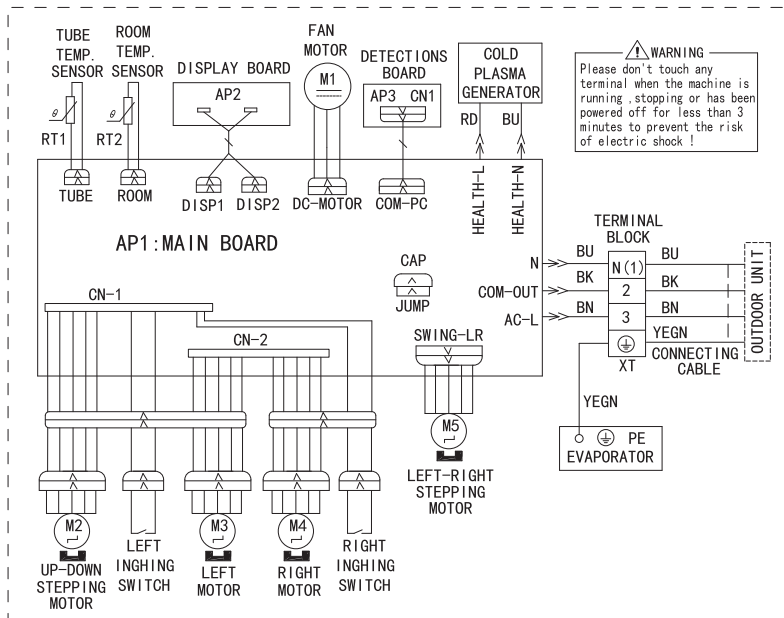 TUBE
TEMP.
SENSOR
ROOM
TEMP.
SENSOR
θ
RT1
θ
RT2
DISPLAY BOARD
AP2
FAN
MOTOR
M1
DETECTIONS
BOARD
AP3 CN1
COLD
PLASMA
GENERATOR
RD
BU
WARNING
Please don't touch any
terminal when the machine is
running ,stopping or has been
powered off for less than 3
minutes to prevent the risk
of electric shock !
TUBE
ROOM
DISP1
DISP2
DC-MOTOR
COM-PC
HEALTH-L
HEALTH-N
AP1:MAIN BOARD
CAP
JUMP
N
COM-OUT
AC-L
BU
BK
BN
TERMINAL
BLOCK
N(1)
2
3
XT
BU
BK
BN
YEGN
CONNECTING
CABLE
OUTDOOR UNIT
YEGN
PE
EVAPORATOR
CN-1
CN-2
SWING-LR
M5
LEFT-RIGHT
STEPPING
MOTOR
M2
UP-DOWN
STEPPING
MOTOR
LEFT
INGHING
SWITCH
M3
LEFT
MOTOR
M4
RIGHT
MOTOR
RIGHT
INGHING
SWITCH